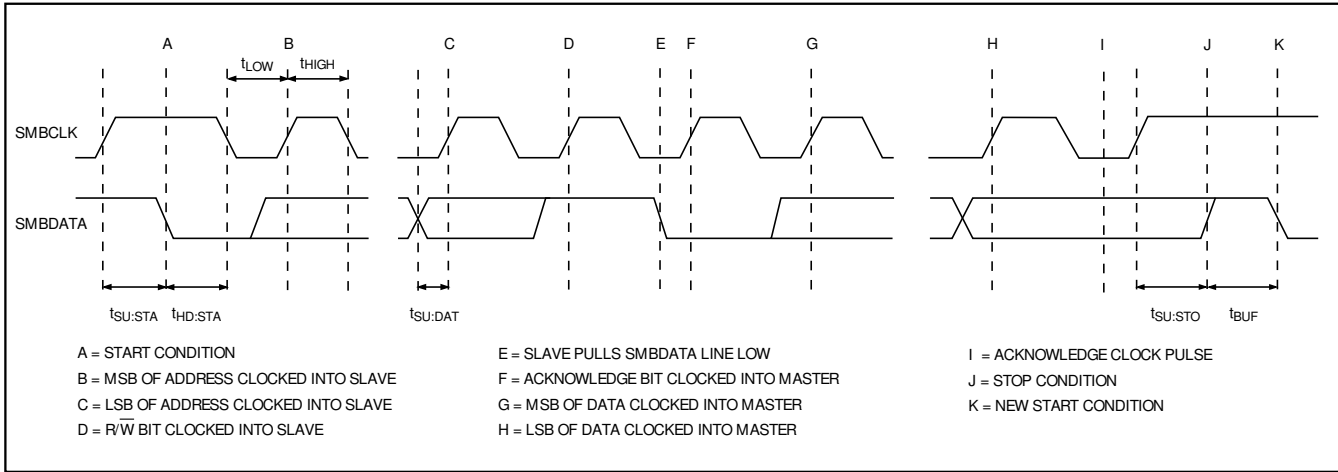 A B C D E F G H I J K
tLOW tHIGH
SMBCLK
SMBDATA
tSU:STA tHD:STA tSU:DAT tSU:STO tBUF
A = START CONDITION
B = MSB OF ADDRESS CLOCKED INTO SLAVE
C = LSB OF ADDRESS CLOCKED INTO SLAVE
D = R/W̅ BIT CLOCKED INTO SLAVE
E = SLAVE PULLS SMBDATA LINE LOW
F = ACKNOWLEDGE BIT CLOCKED INTO MASTER
G = MSB OF DATA CLOCKED INTO MASTER
H = LSB OF DATA CLOCKED INTO MASTER
I = ACKNOWLEDGE CLOCK PULSE
J = STOP CONDITION
K = NEW START CONDITION